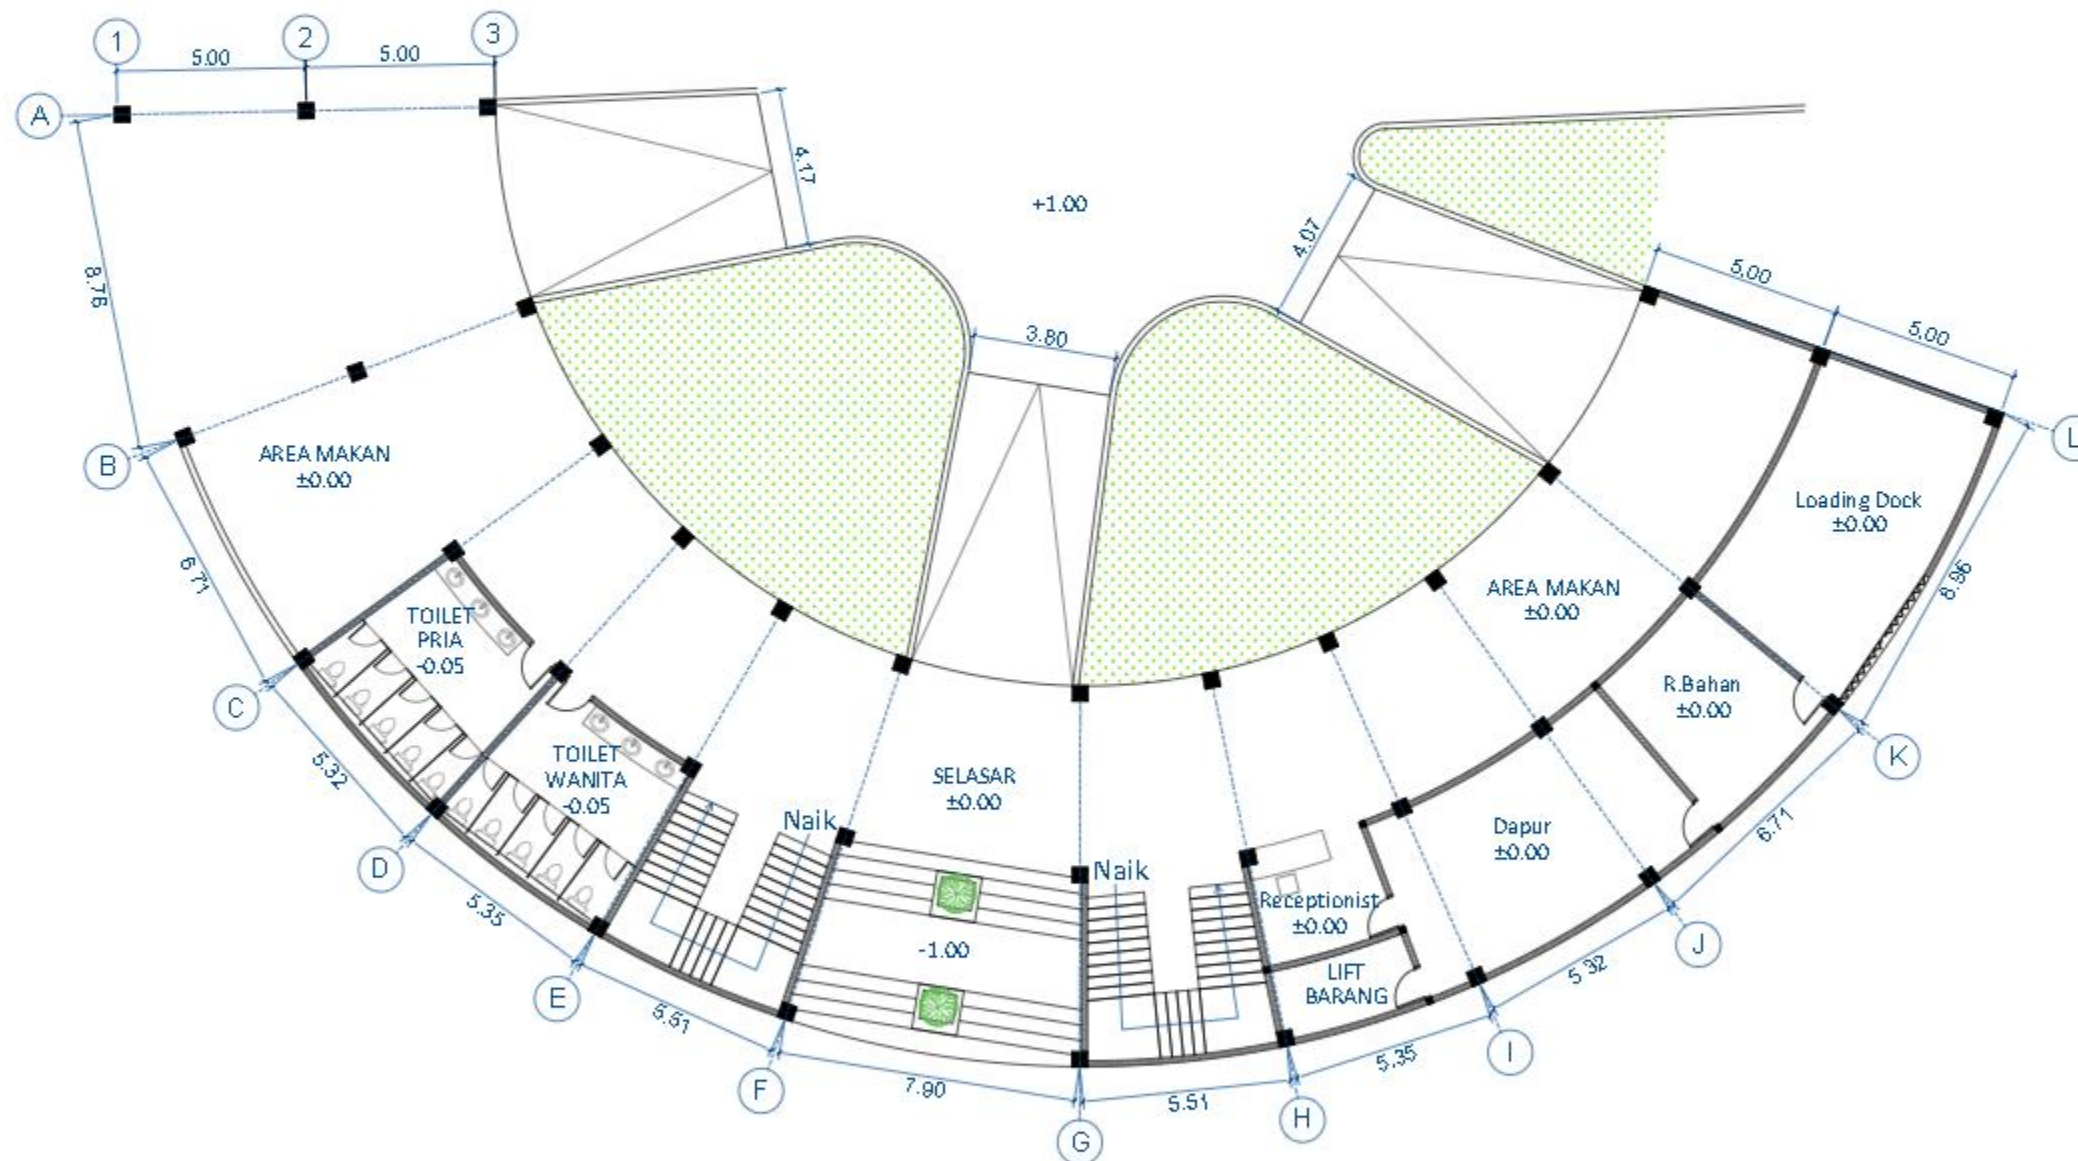 1
2
3
5.00
5.00
A
4.17
+1.00
4.07
5.00
5.00
8.76
3.80
B
AREA MAKAN
±0.00
L
Loading Dock
±0.00
6.71
TOILET
PRIA
-0.05
AREA MAKAN
±0.00
8.96
C
R.Bahan
±0.00
K
5.32
TOILET
WANITA
-0.05
SELASAR
±0.00
Naik
Naik
Dapur
±0.00
6.71
D
5.35
Receptionist
±0.00
-1.00
J
E
LIFT
BARANG
5.32
5.51
I
F
7.90
5.51
5.35
H
G